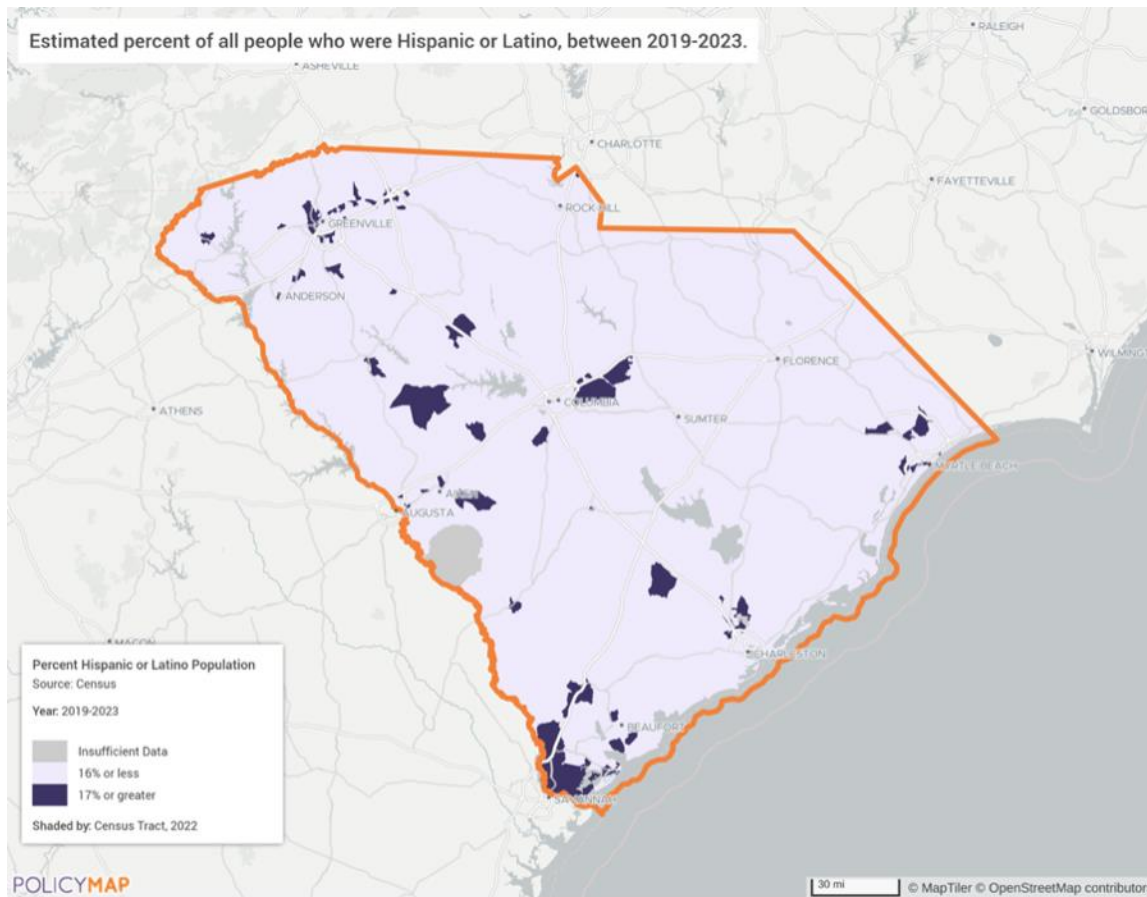 Estimated percent of all people who were Hispanic or Latino, between 2019-2023.
RALEIGH
ASHEVILLE
GOLDSBOR
CHARLOTTE
FAYETTEVILLE
ROCK HILL
GREENVILLE
ANDERSON
WILMING
FLORENCE
ATHENS
COLUMBIA
SUMTER
MYRTLE BEACH
AUGUSTA
MACON
CHARLESTON
BEAUFORT
SAVANNAH
Percent Hispanic or Latino Population
Source: Census
Year: 2019-2023
Insufficient Data
16% or less
17% or greater
Shaded by: Census Tract, 2022
POLICYMAP
30 mi
© MapTiler © OpenStreetMap contributor